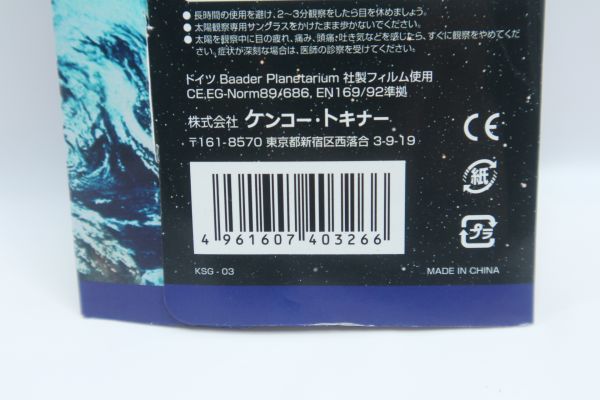 ●長時間の使用を避け、2〜3分観察をしたら目を休めましょう。
●太陽観察専用サングラスをかけたまま歩かないでください。
●太陽を観察中に目の疲れ、痛み、頭痛・吐き気などを感じたら、すぐに観察をやめてく
ださい。症状が深刻な場合は、医師の診察を受けてください。
ドイツ Baader Planetarium 社製フィルム使用
CE,EG-Norm89/686, EN169/92準拠
株式会社 ケンコー・トキナー
〒161-8570 東京都新宿区西落合 3-9-19
CE
紙
プラ
4 961607 403266
KSG - 03
MADE IN CHINA